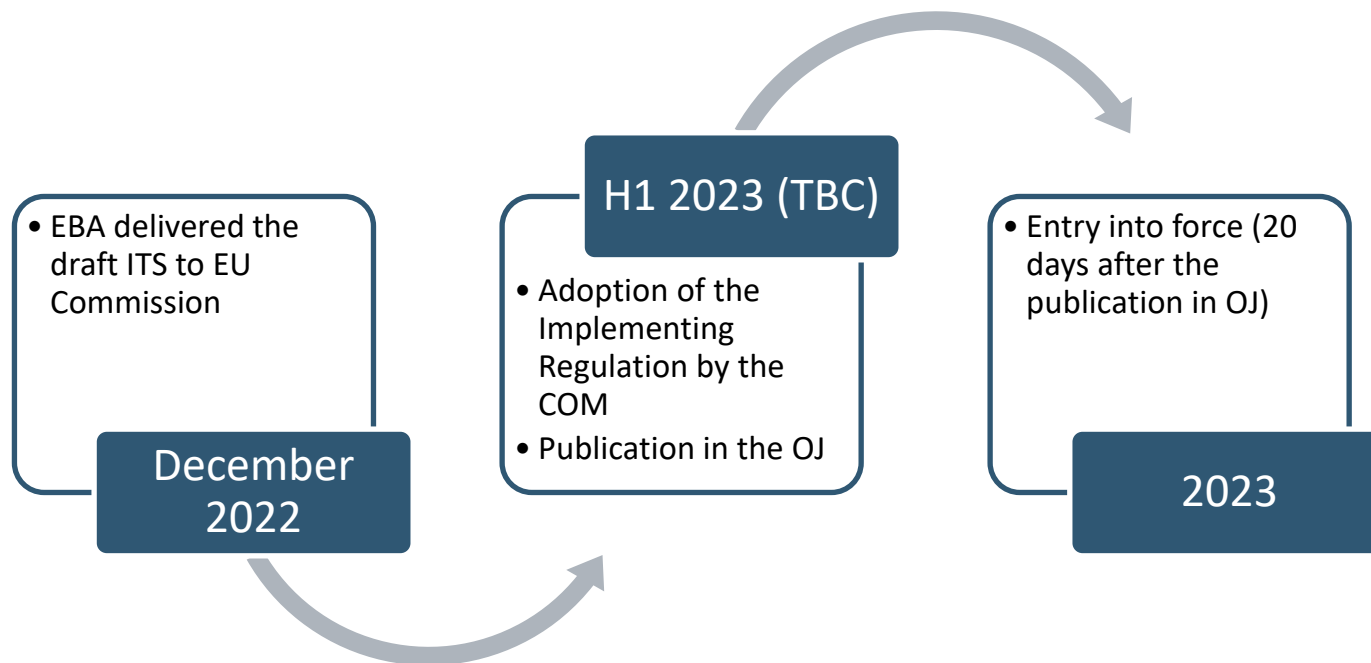 • EBA delivered the
draft ITS to EU
Commission
December
2022
H1 2023 (TBC)
• Adoption of the
Implementing
Regulation by the
COM
• Publication in the OJ
• Entry into force (20
days after the
publication in OJ)
2023